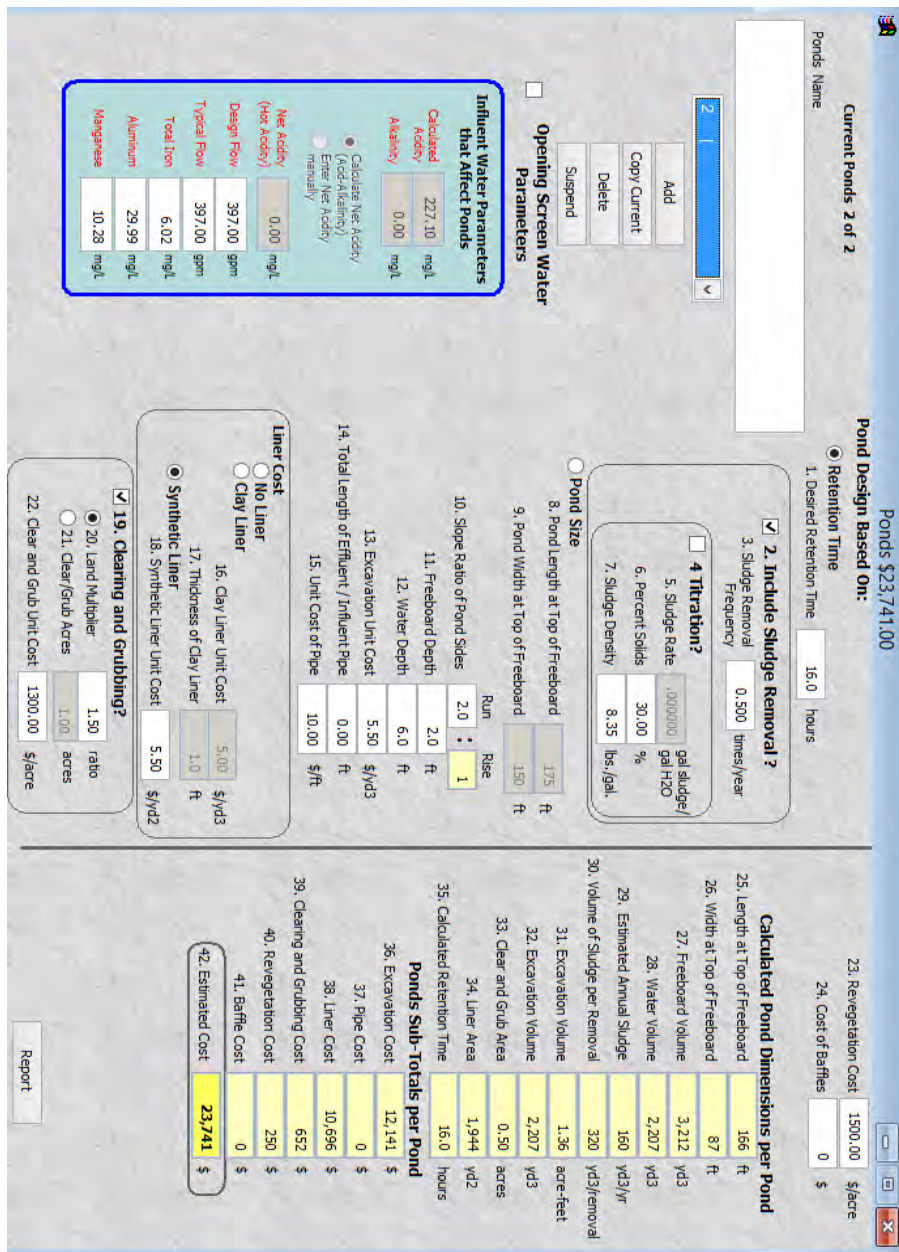 Ponds $23,741.00
Current Ponds 2 of 2
Ponds Name
2
Add
Copy Current
Delete
Suspend
Opening Screen Water
Parameters
Influent Water Parameters
that Affect Ponds
Calculated
Acidity 227.10 mg/L
Alkalinity 0.00 mg/L
Calculate Net Acidity
(Acid-Alkalinity)
Enter Net Acidity
manually
Net Acidity
(Hot Acidity) 0.00 mg/L
Design Flow 397.00 gpm
Typical Flow 397.00 gpm
Total Iron 6.02 mg/L
Aluminum 29.99 mg/L
Manganese 10.28 mg/L
Pond Design Based On:
Retention Time
1. Desired Retention Time 16.0 hours
2. Include Sludge Removal?
3. Sludge Removal
Frequency 0.500 times/year
4 Titration?
5. Sludge Rate .000000 gal sludge/
gal H2O
6. Percent Solids 30.00 %
7. Sludge Density 8.35 lbs./gal.
Pond Size
8. Pond Length at Top of Freeboard 175 ft
9. Pond Width at Top of Freeboard 150 ft
Run Rise
10. Slope Ratio of Pond Sides 2.0 : 1
11. Freeboard Depth 2.0 ft
12. Water Depth 6.0 ft
13. Excavation Unit Cost 5.50 $/yd3
14. Total Length of Effluent / Influent Pipe 0.00 ft
15. Unit Cost of Pipe 10.00 $/ft
Liner Cost
No Liner
Clay Liner
16. Clay Liner Unit Cost 5.00 $/yd3
17. Thickness of Clay Liner 1.0 ft
Synthetic Liner
18. Synthetic Liner Unit Cost 5.50 $/yd2
19. Clearing and Grubbing?
20. Land Multiplier 1.50 ratio
21. Clear/Grub Acres 1.00 acres
22. Clear and Grub Unit Cost 1300.00 $/acre
23. Revegetation Cost 1500.00 $/acre
24. Cost of Baffles 0 $
Calculated Pond Dimensions per Pond
25. Length at Top of Freeboard 166 ft
26. Width at Top of Freeboard 87 ft
27. Freeboard Volume 3,212 yd3
28. Water Volume 2,207 yd3
29. Estimated Annual Sludge 160 yd3/yr
30. Volume of Sludge per Removal 320 yd3/removal
31. Excavation Volume 1.36 acre-feet
32. Excavation Volume 2,207 yd3
33. Clear and Grub Area 0.50 acres
34. Liner Area 1,944 yd2
35. Calculated Retention Time 16.0 hours
Ponds Sub-Totals per Pond
36. Excavation Cost 12,141 $
37. Pipe Cost 0 $
38. Liner Cost 10,696 $
39. Clearing and Grubbing Cost 652 $
40. Revegetation Cost 250 $
41. Baffle Cost 0 $
42. Estimated Cost 23,741 $
Report